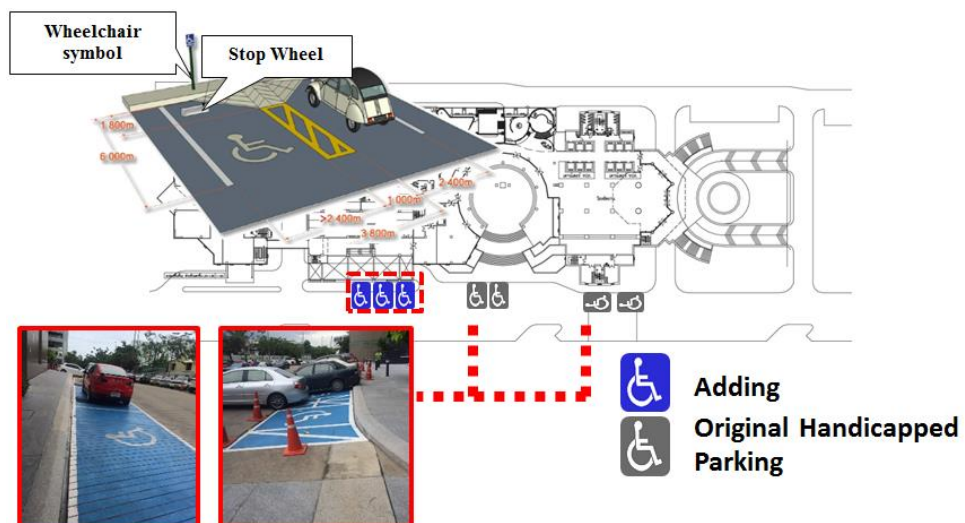 Wheelchair
symbol
Stop Wheel
1 800m
6 000m
2 400m
1 000m
>2 400m
3 800m
Adding
Original Handicapped
Parking